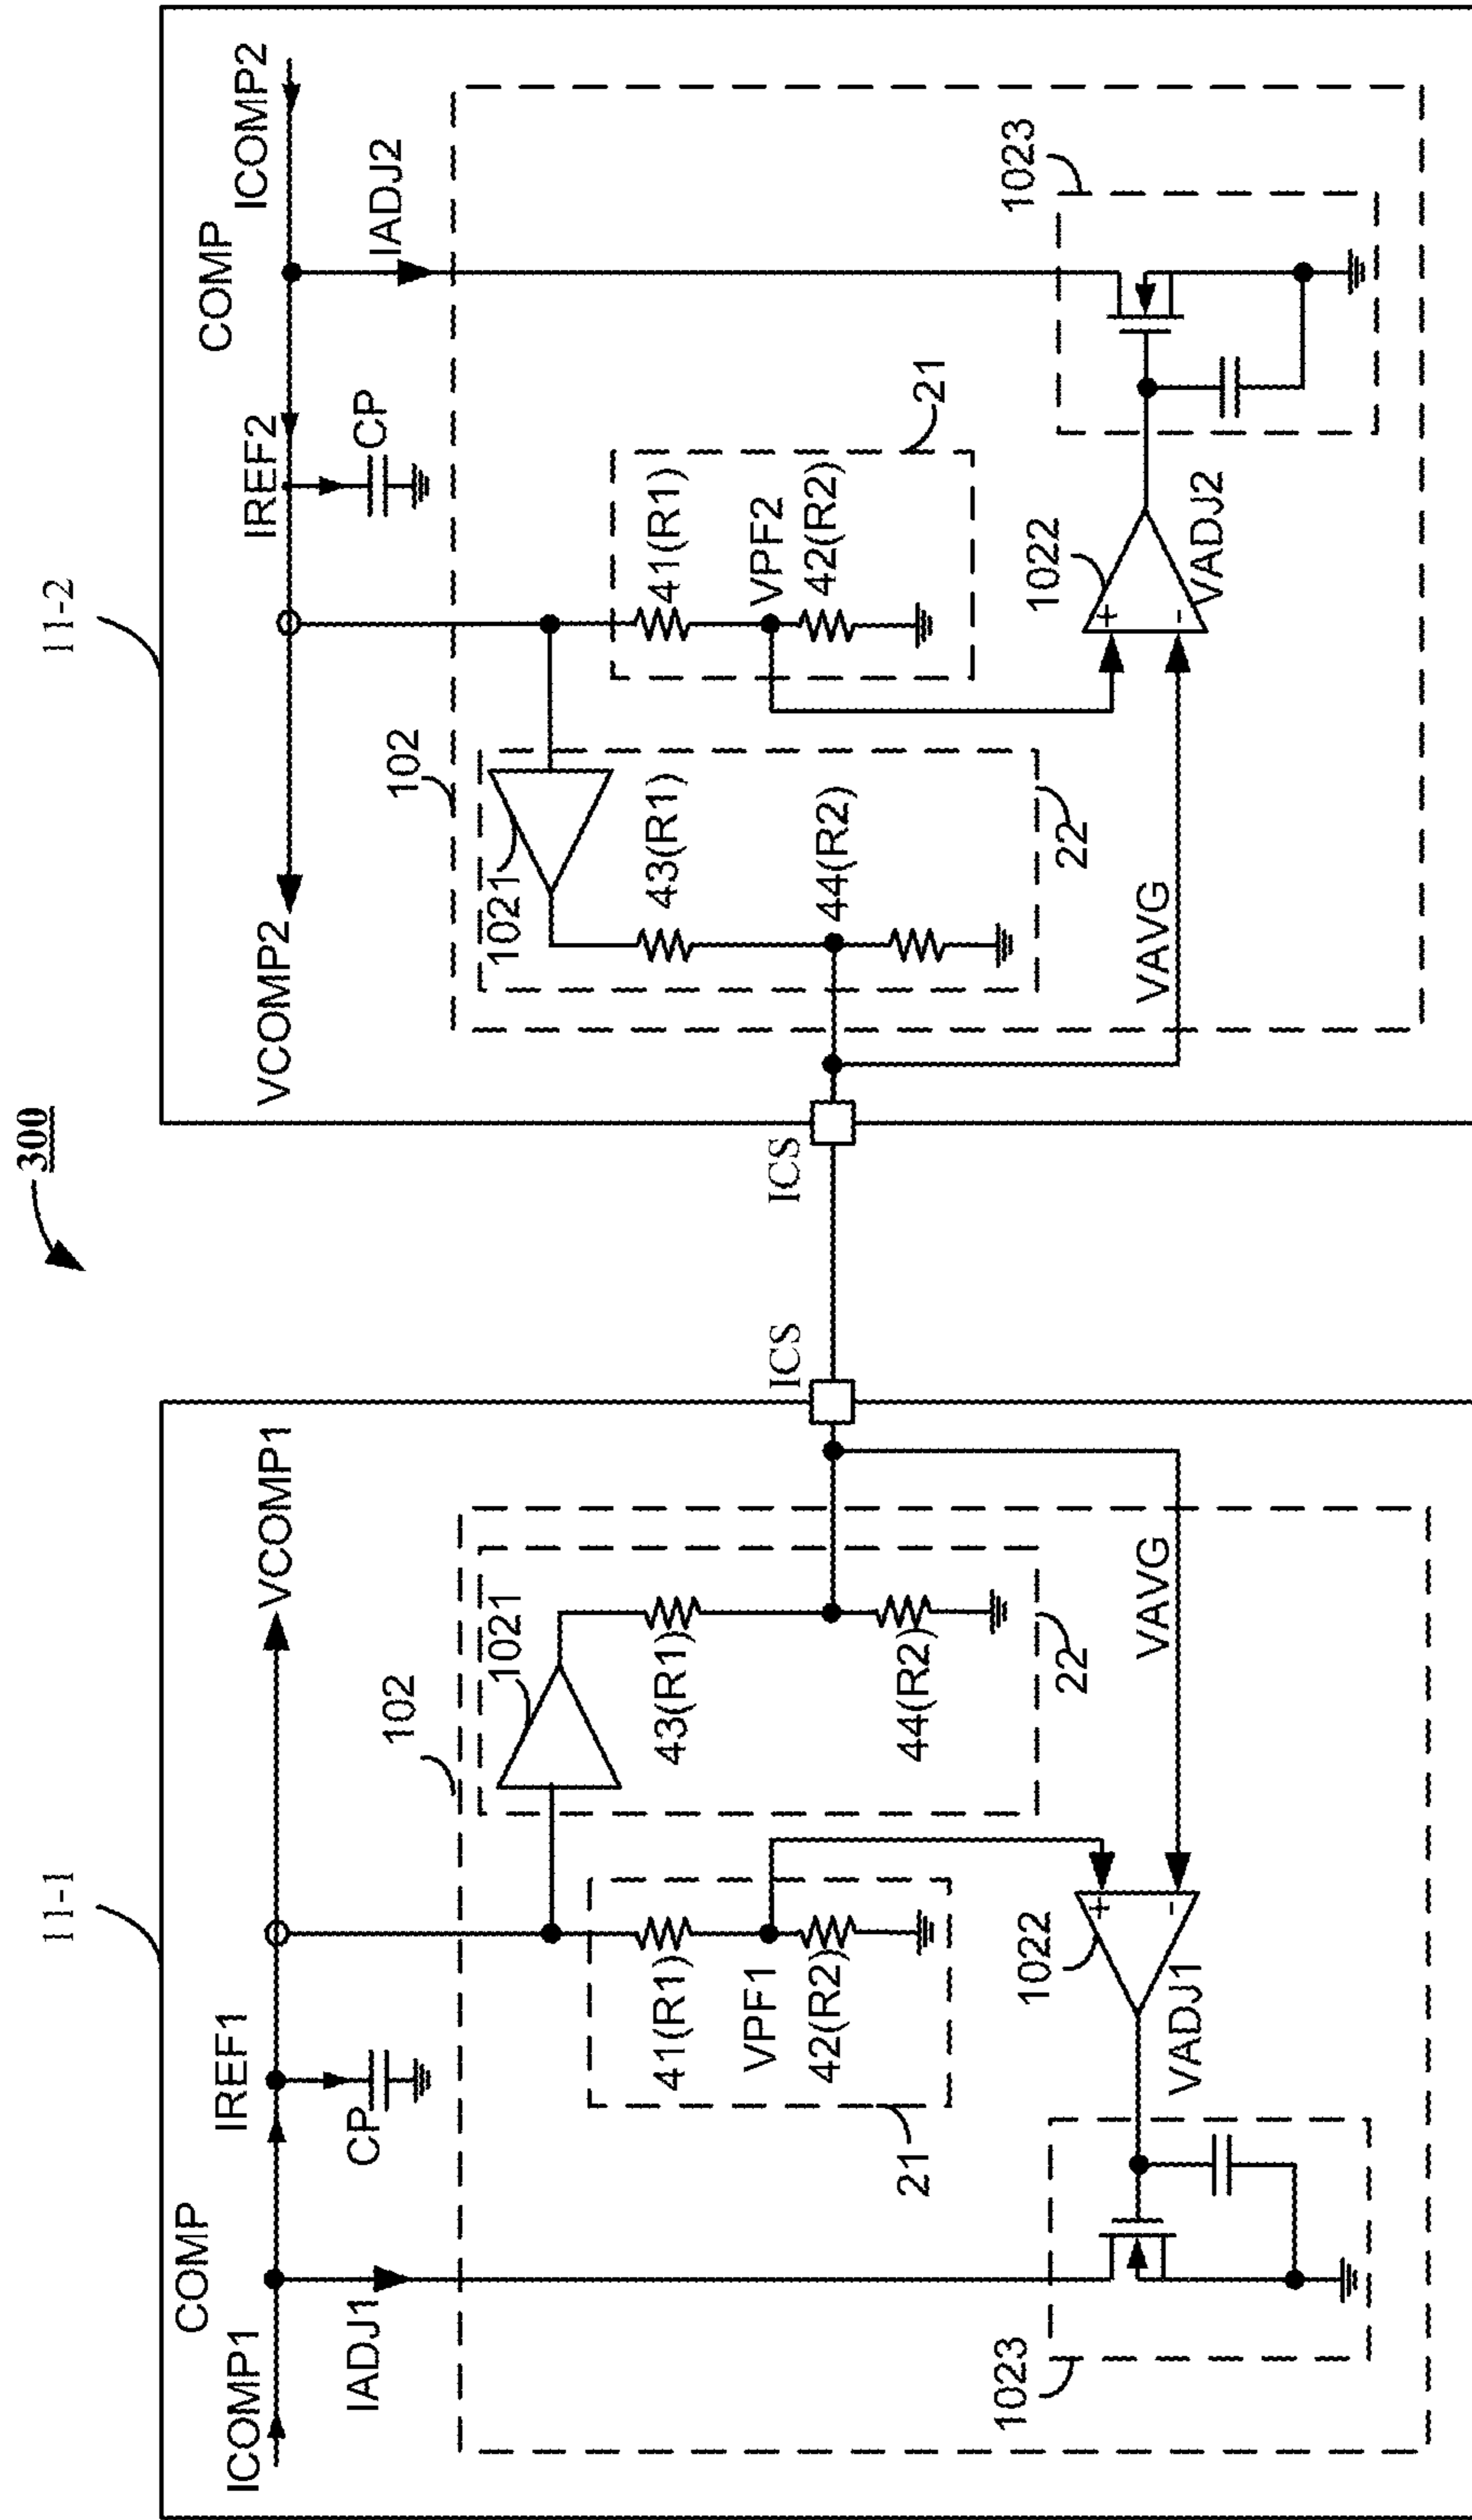 300
11-1
COMP
ICOMP1
IREF1
VCOMP1
IADJ1
CP
102
1021
41(R1)
43(R1)
VPF1
42(R2)
44(R2)
21
22
1022
VAVG
VADJ1
1023
ICS
ICS
11-2
VCOMP2
IREF2
COMP
ICOMP2
CP
IADJ2
102
1021
43(R1)
41(R1)
VPF2
44(R2)
42(R2)
21
22
1022
VAVG
VADJ2
1023
+
-
+
-